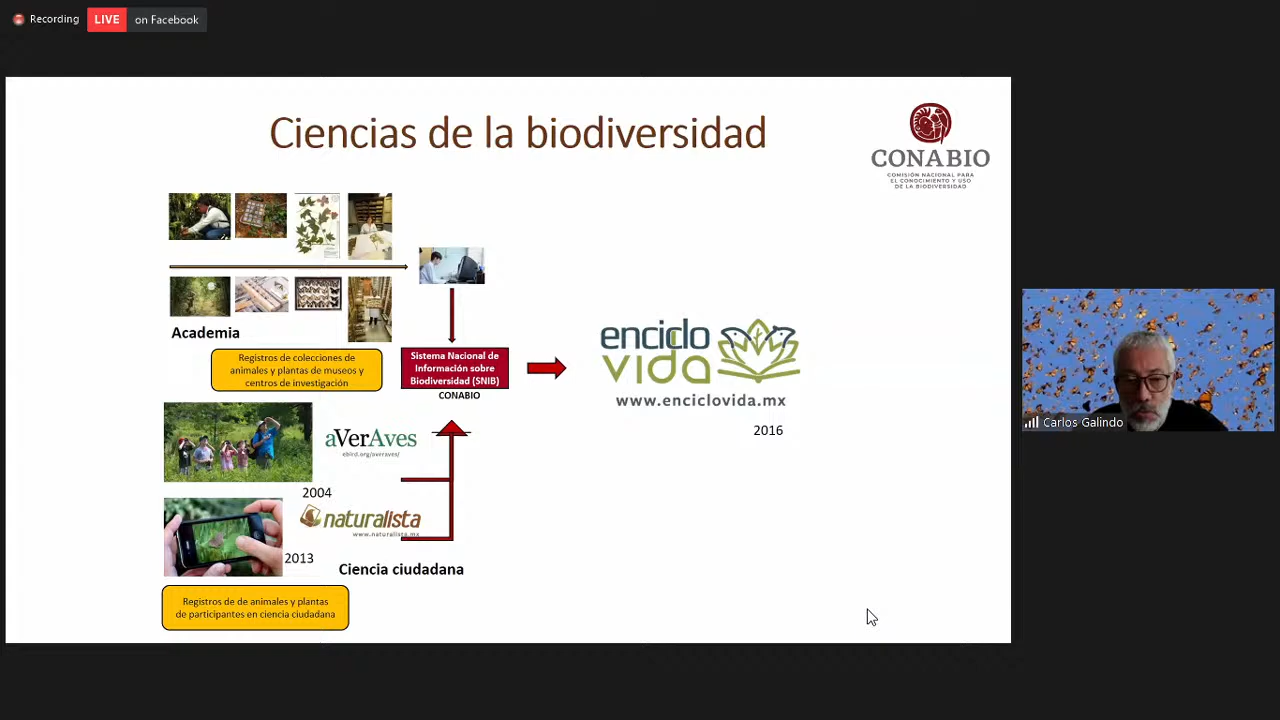 Recording
LIVE on Facebook
Ciencias de la biodiversidad
CONABIO
COMISIÓN NACIONAL PARA
EL CONOCIMIENTO Y USO
DE LA BIODIVERSIDAD
Academia
Registros de colecciones de
animales y plantas de museos y
centros de investigación
Sistema Nacional de
Información sobre
Biodiversidad (SNIB)
CONABIO
enciclo
vida
www.enciclovida.mx
2016
aVerAves
ebird.org/averaves/
2004
naturalista
www.naturalista.mx
2013
Ciencia ciudadana
Registros de de animales y plantas
de participantes en ciencia ciudadana
Carlos Galindo